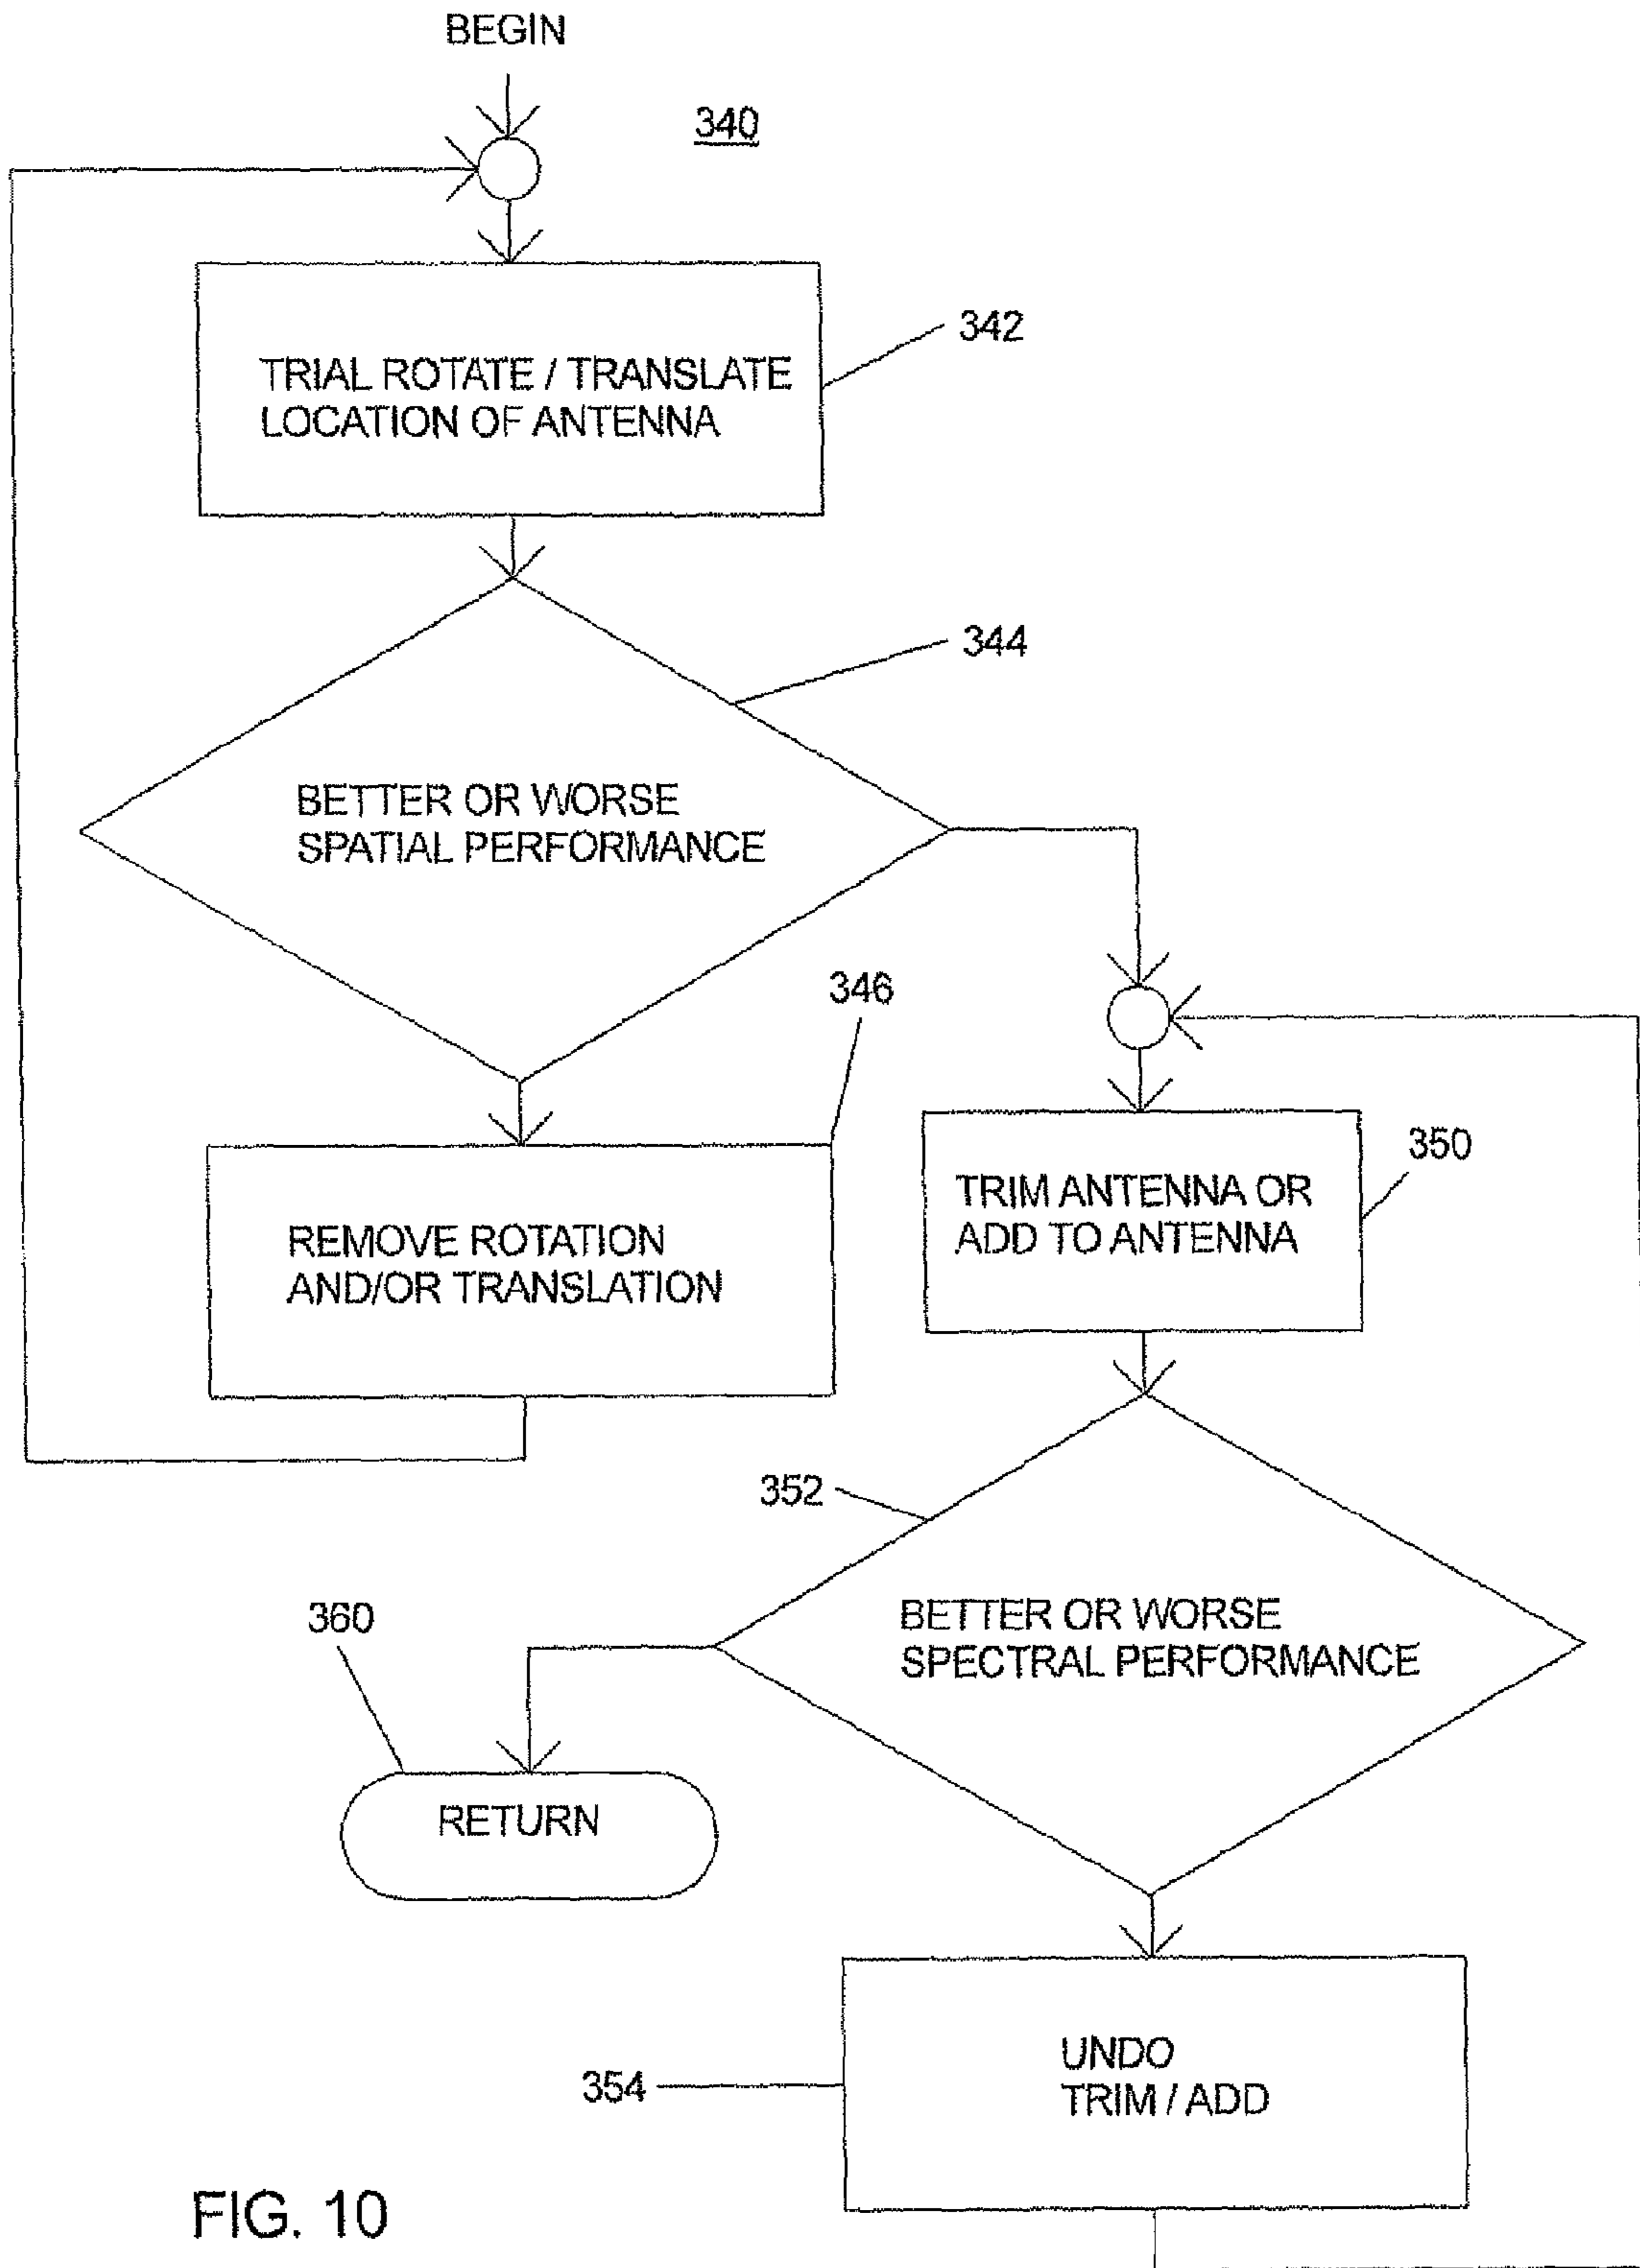 BEGIN
340
TRIAL ROTATE / TRANSLATE
LOCATION OF ANTENNA
342
BETTER OR WORSE
SPATIAL PERFORMANCE
344
346
REMOVE ROTATION
AND/OR TRANSLATION
TRIM ANTENNA OR
ADD TO ANTENNA
350
352
BETTER OR WORSE
SPECTRAL PERFORMANCE
360
RETURN
UNDO
TRIM / ADD
354
FIG. 10